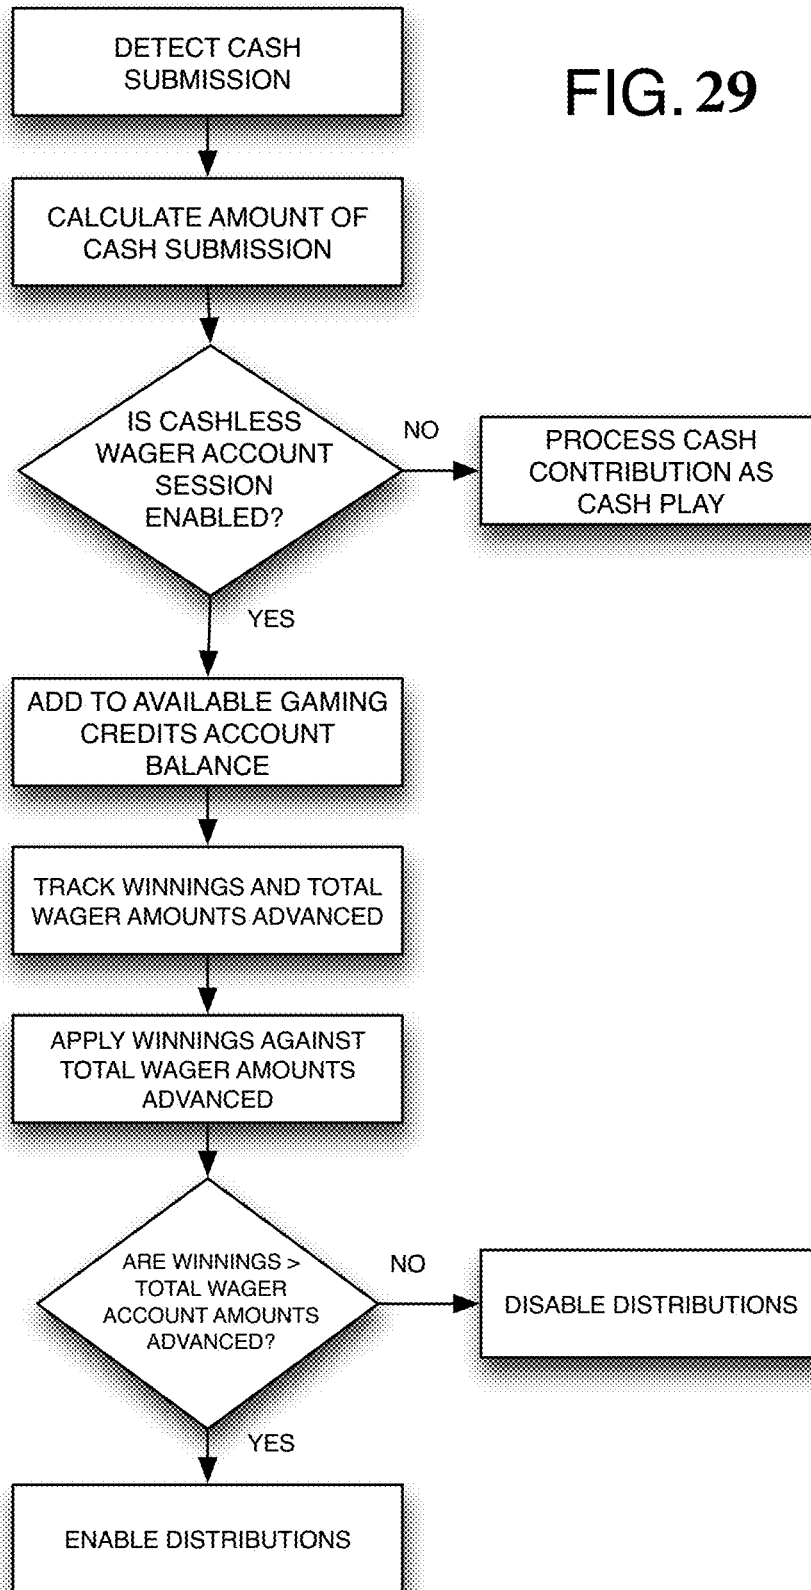 DETECT CASH
SUBMISSION
FIG. 29
CALCULATE AMOUNT OF
CASH SUBMISSION
IS CASHLESS
WAGER ACCOUNT
SESSION
ENABLED?
NO
PROCESS CASH
CONTRIBUTION AS
CASH PLAY
YES
ADD TO AVAILABLE GAMING
CREDITS ACCOUNT
BALANCE
TRACK WINNINGS AND TOTAL
WAGER AMOUNTS ADVANCED
APPLY WINNINGS AGAINST
TOTAL WAGER AMOUNTS
ADVANCED
ARE WINNINGS >
TOTAL WAGER
ACCOUNT AMOUNTS
ADVANCED?
NO
DISABLE DISTRIBUTIONS
YES
ENABLE DISTRIBUTIONS